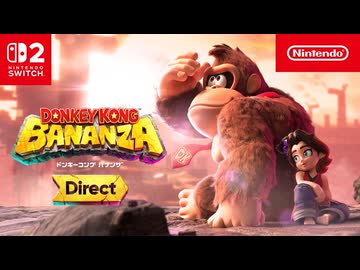 2
NINTENDO
SWITCH
Nintendo
DONKEY KONG
BANANZA
ドンキーコング バナンザ
Direct